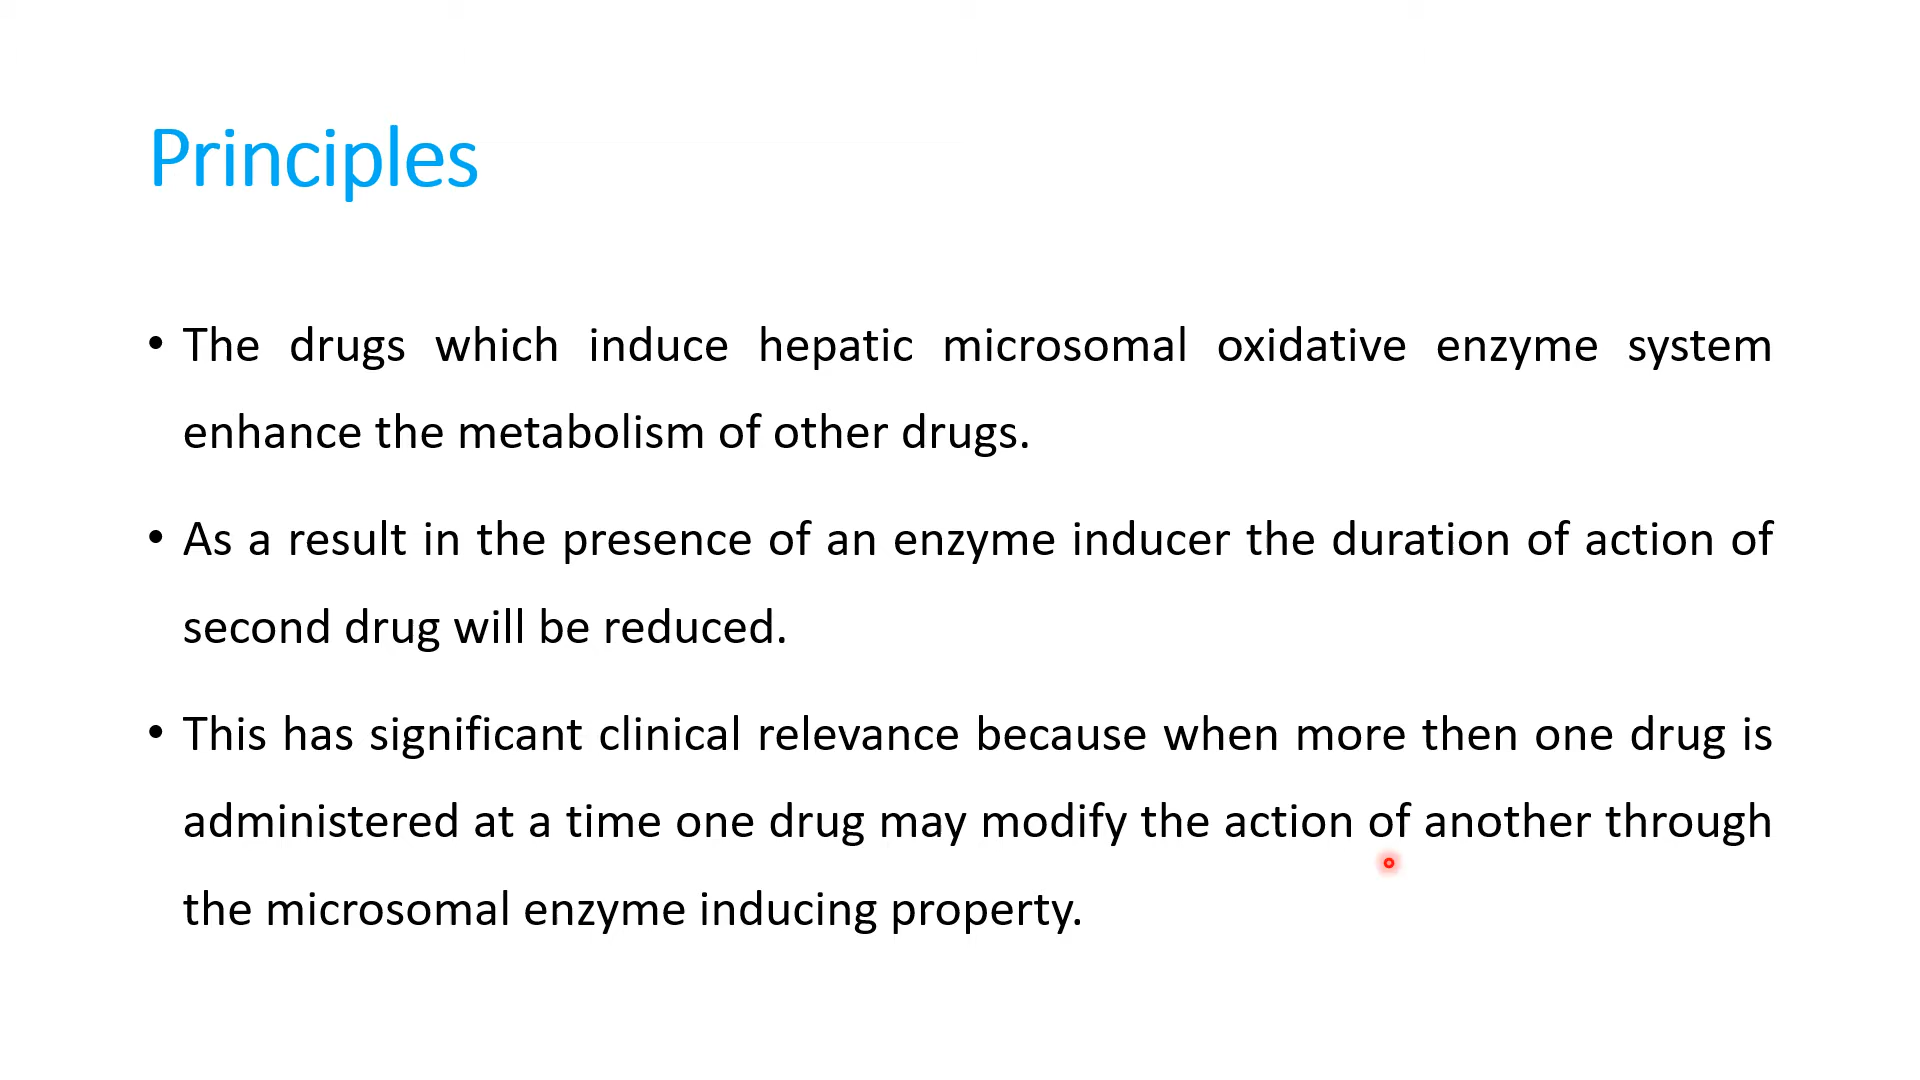 Principles
• The drugs which induce hepatic microsomal oxidative enzyme system
enhance the metabolism of other drugs.
• As a result in the presence of an enzyme inducer the duration of action of
second drug will be reduced.
• This has significant clinical relevance because when more then one drug is
administered at a time one drug may modify the action of another through
the microsomal enzyme inducing property.